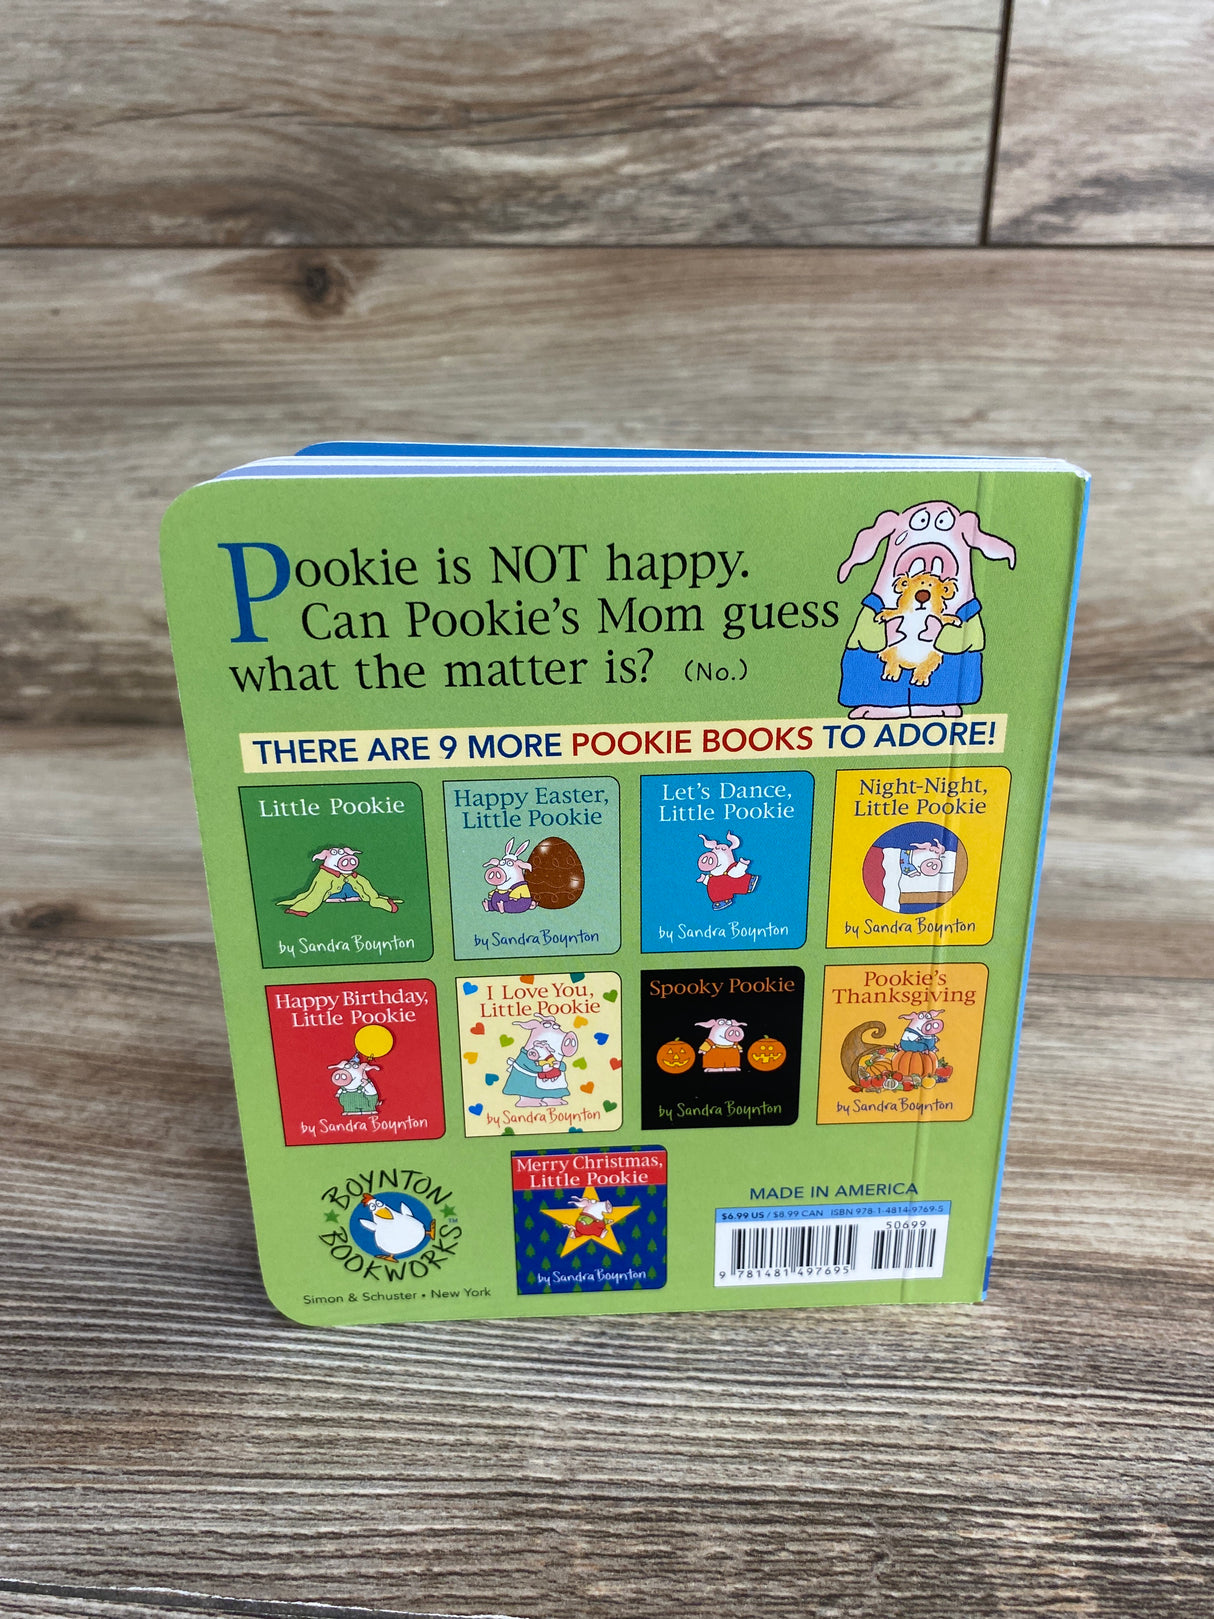 Pookie is NOT happy.
Can Pookie's Mom guess
what the matter is? (No.)
THERE ARE 9 MORE POOKIE BOOKS TO ADORE!
Little Pookie
by Sandra Boynton
Happy Easter,
Little Pookie
by Sandra Boynton
Let's Dance,
Little Pookie
by Sandra Boynton
Night-Night,
Little Pookie
by Sandra Boynton
Happy Birthday,
Little Pookie
by Sandra Boynton
I Love You,
Little Pookie
by Sandra Boynton
Spooky Pookie
by Sandra Boynton
Pookie's
Thanksgiving
by Sandra Boynton
BOYNTON
BOOKWORKS™
Simon & Schuster • New York
Merry Christmas,
Little Pookie
by Sandra Boynton
MADE IN AMERICA
$6.99 US / $8.99 CAN ISBN 978-1-4814-9769-5
50699
9 781481 497695